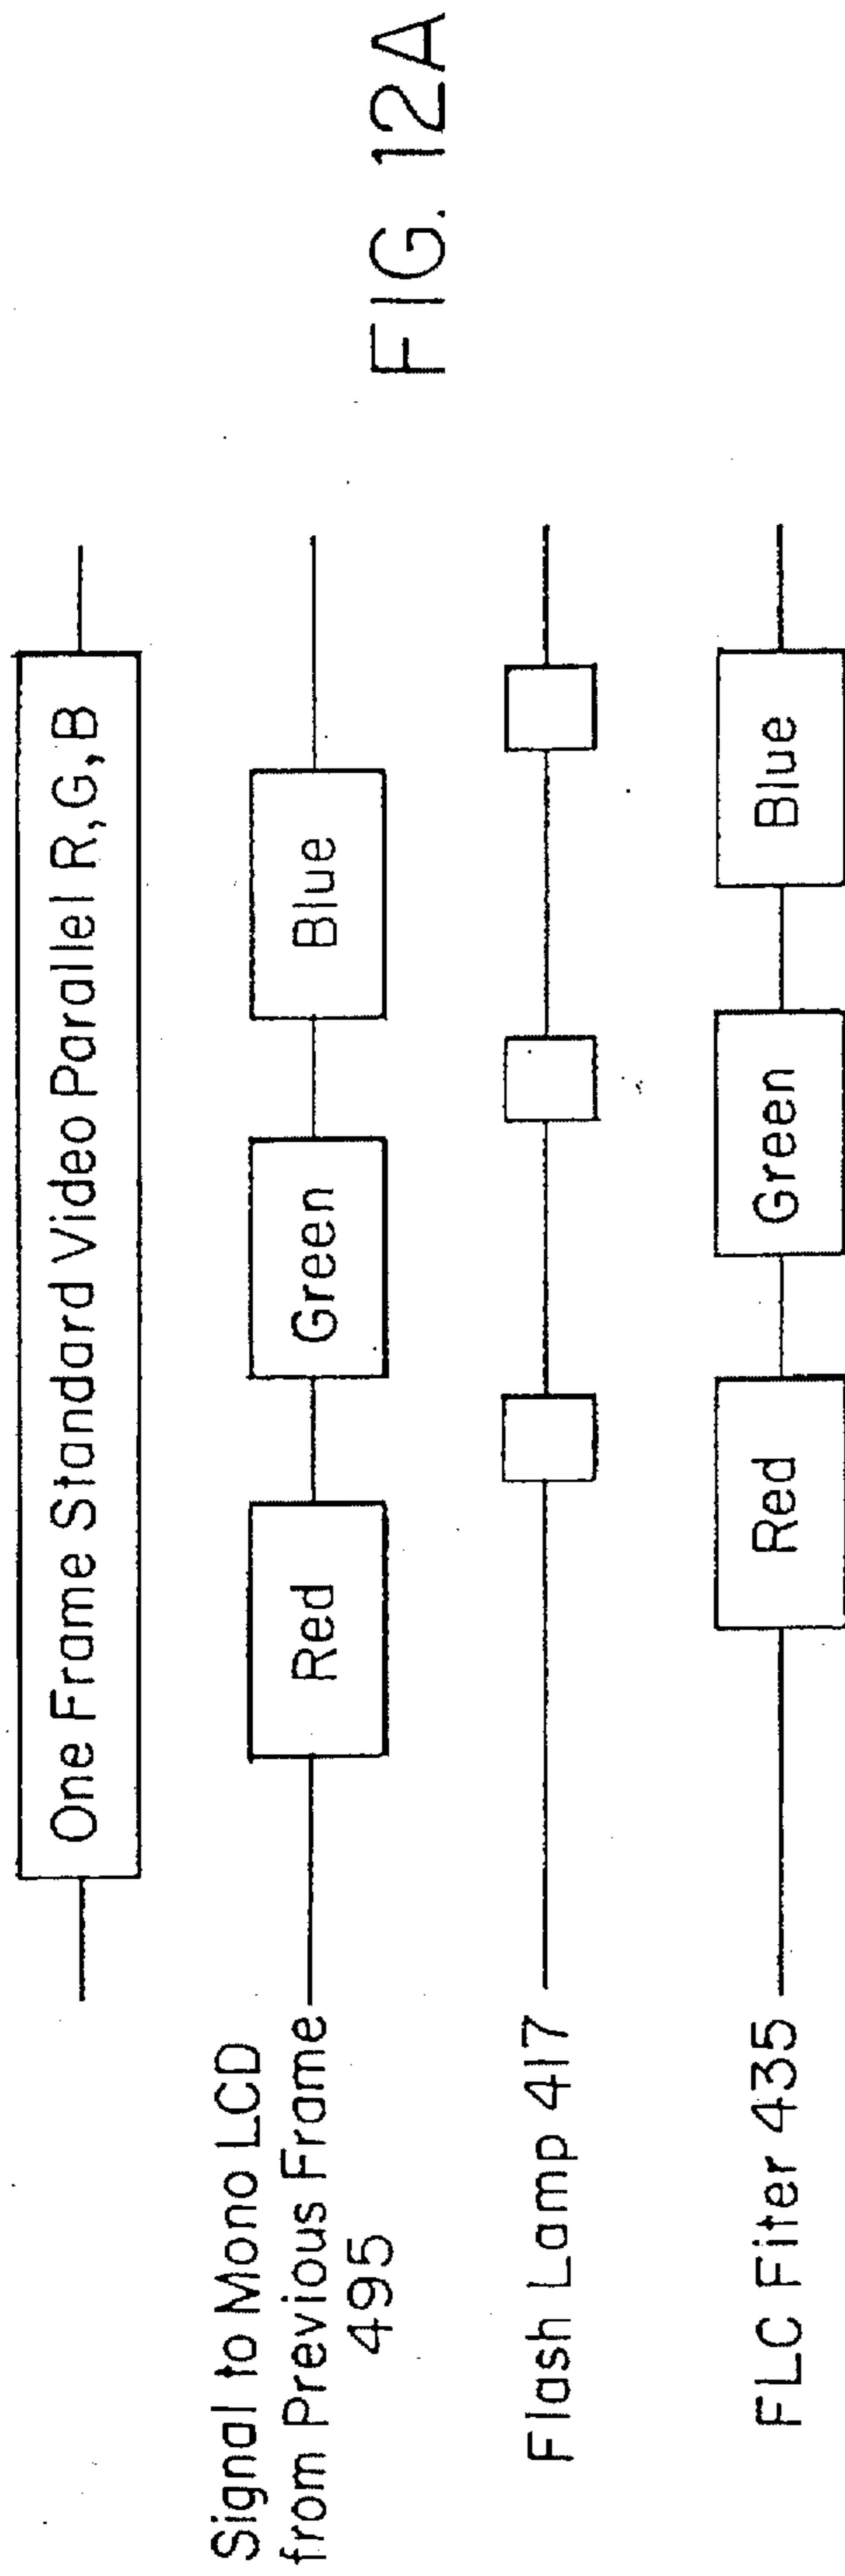 One Frame Standard Video Parallel R, G, B
Signal to Mono LCD
from Previous Frame
495
Red
Green
Blue
Flash Lamp 417
FLC Fiter 435
Red
Green
Blue
FIG. 12A